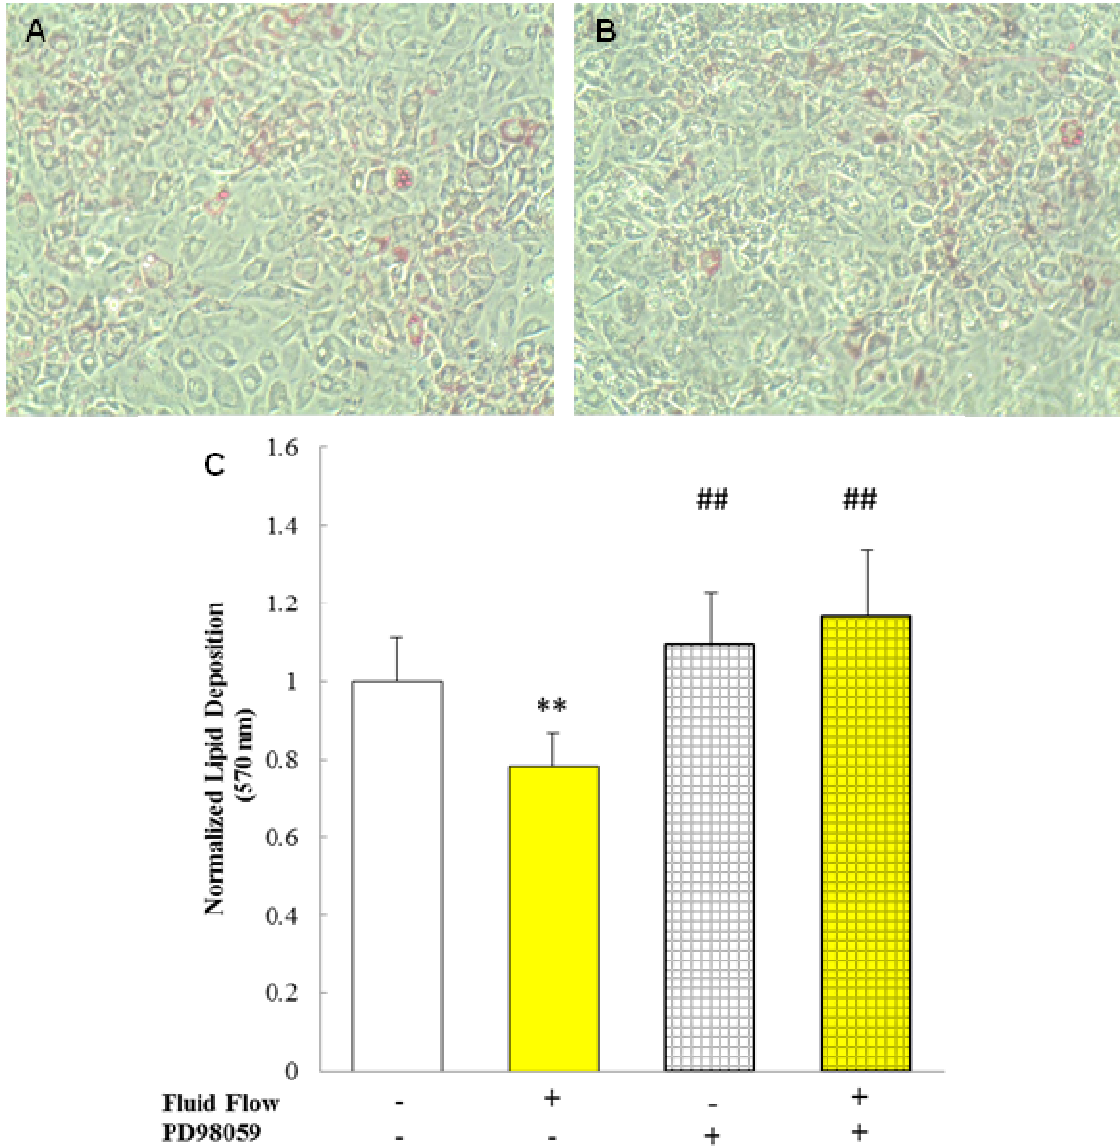 A
B
C
1.6
1.4
1.2
1
0.8
0.6
0.4
0.2
0
Normalized Lipid Deposition
(570 nm)
**
##
##
Fluid Flow - + - +
PD98059 - - + +